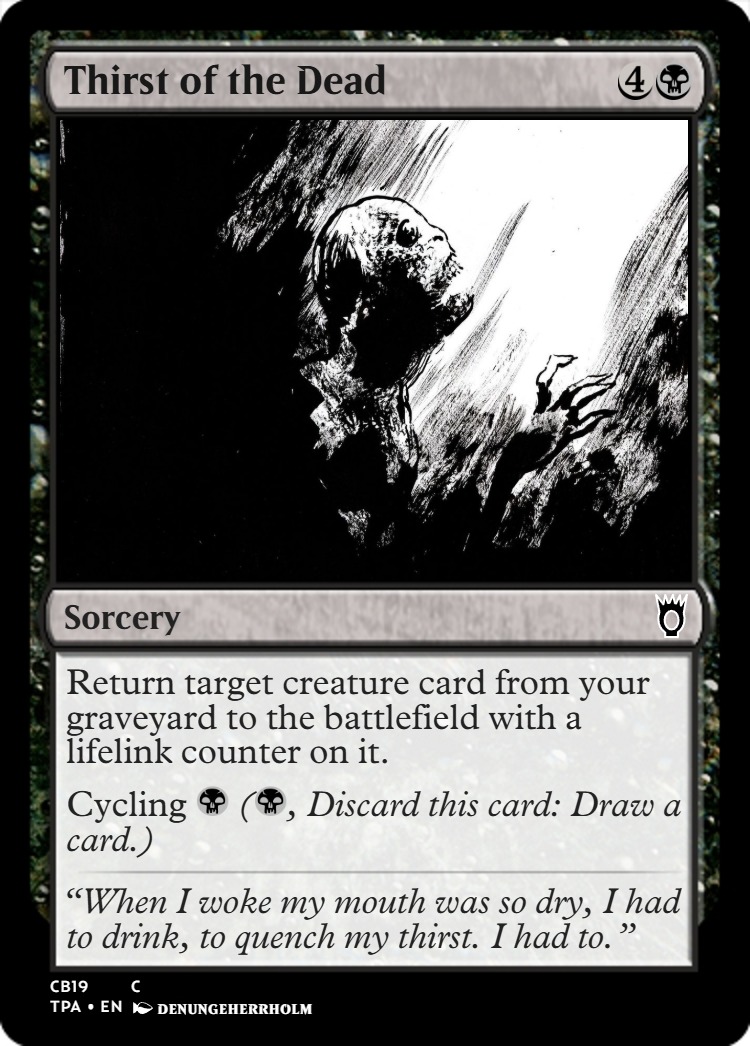 Thirst of the Dead 4
Sorcery
Return target creature card from your
graveyard to the battlefield with a
lifelink counter on it.
Cycling (, Discard this card: Draw a
card.)
“When I woke my mouth was so dry, I had
to drink, to quench my thirst. I had to.”
CB19 C
TPA • EN DENUNGEHERRHOLM